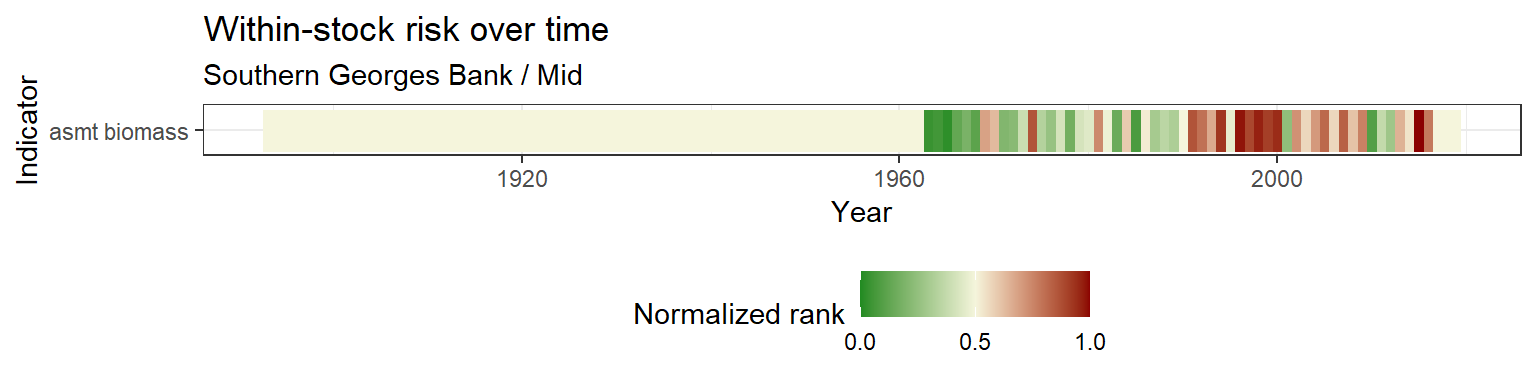 Within-stock risk over time
Southern Georges Bank / Mid
Indicator
asmt biomass
1920 1960 2000
Year
Normalized rank
0.0 0.5 1.0